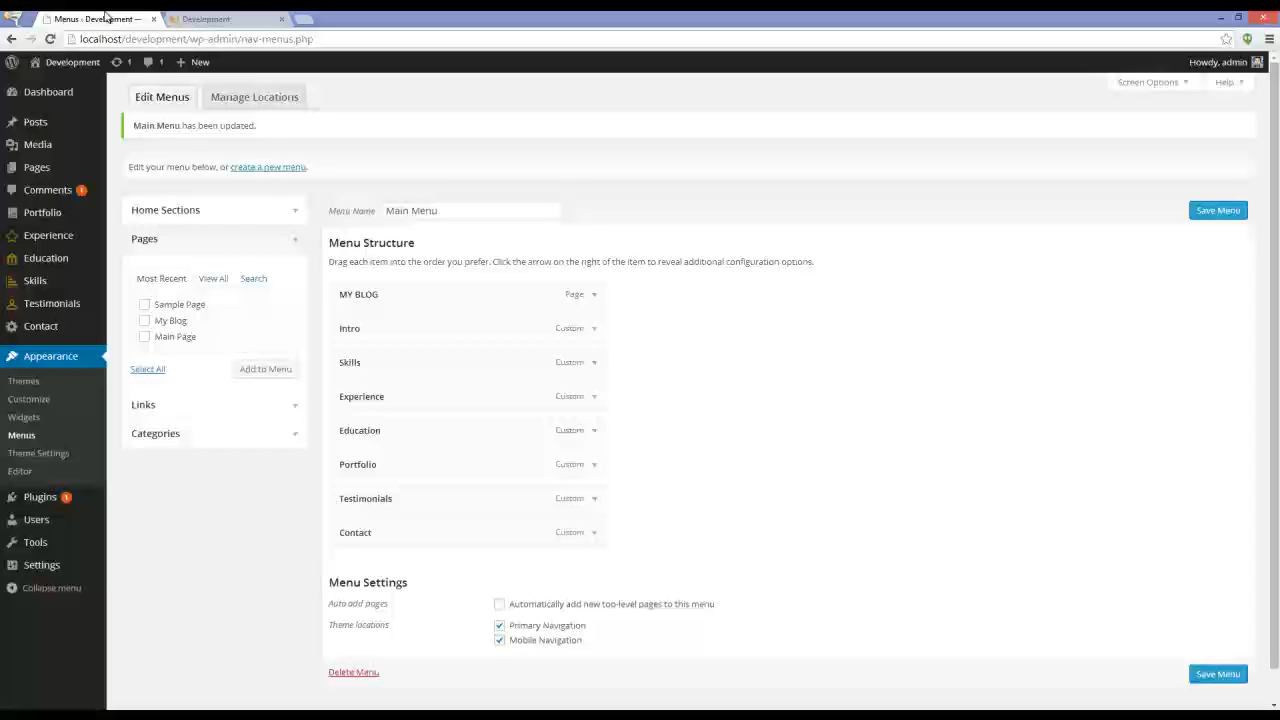 Menus ‹ Development —
Development
localhost/development/wp-admin/nav-menus.php
Development 1 1 + New
Howdy, admin
Dashboard
Posts
Media
Pages
Comments 1
Portfolio
Experience
Education
Skills
Testimonials
Contact
Appearance
Themes
Customize
Widgets
Menus
Theme Settings
Editor
Plugins 1
Users
Tools
Settings
Collapse menu
Screen Options
Help
Edit Menus
Manage Locations
Main Menu has been updated.
Edit your menu below, or create a new menu.
Home Sections
Pages
Most Recent View All Search
Sample Page
My Blog
Main Page
Select All
Add to Menu
Links
Categories
Menu Name Main Menu
Save Menu
Menu Structure
Drag each item into the order you prefer. Click the arrow on the right of the item to reveal additional configuration options.
MY BLOG Page
Intro Custom
Skills Custom
Experience Custom
Education Custom
Portfolio Custom
Testimonials Custom
Contact Custom
Menu Settings
Auto add pages Automatically add new top-level pages to this menu
Theme locations Primary Navigation
Mobile Navigation
Delete Menu
Save Menu